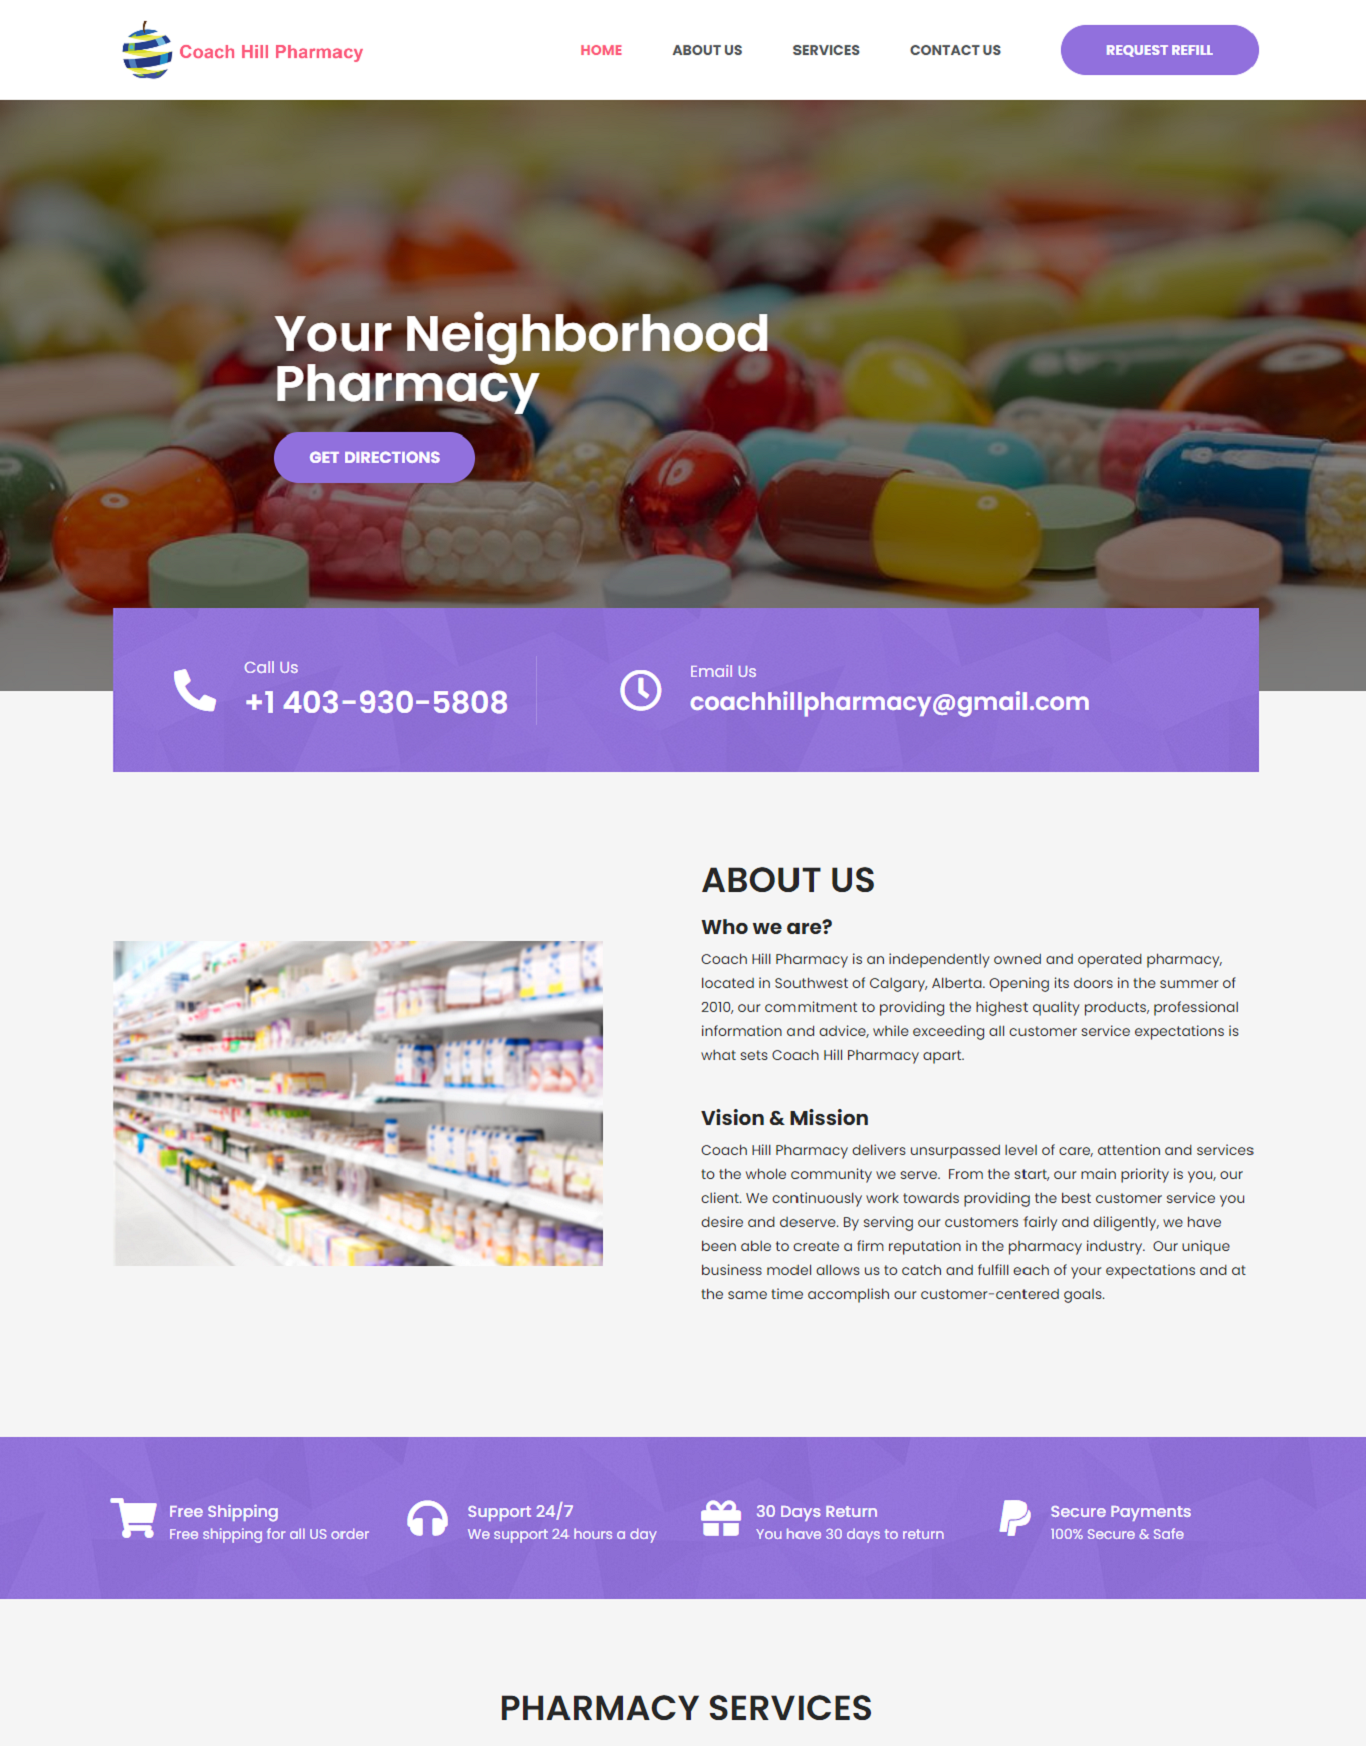 Coach Hill Pharmacy
HOME
ABOUT US
SERVICES
CONTACT US
REQUEST REFILL
Your Neighborhood
Pharmacy
GET DIRECTIONS
Call Us
+1 403-930-5808
Email Us
coachhillpharmacy@gmail.com
ABOUT US
Who we are?
Coach Hill Pharmacy is an independently owned and operated pharmacy,
located in Southwest of Calgary, Alberta. Opening its doors in the summer of
2010, our commitment to providing the highest quality products, professional
information and advice, while exceeding all customer service expectations is
what sets Coach Hill Pharmacy apart.
Vision & Mission
Coach Hill Pharmacy delivers unsurpassed level of care, attention and services
to the whole community we serve.  From the start, our main priority is you, our
client. We continuously work towards providing the best customer service you
desire and deserve. By serving our customers fairly and diligently, we have
been able to create a firm reputation in the pharmacy industry.  Our unique
business model allows us to catch and fulfill each of your expectations and at
the same time accomplish our customer-centered goals.
Free Shipping
Free shipping for all US order
Support 24/7
We support 24 hours a day
30 Days Return
You have 30 days to return
Secure Payments
100% Secure & Safe
PHARMACY SERVICES